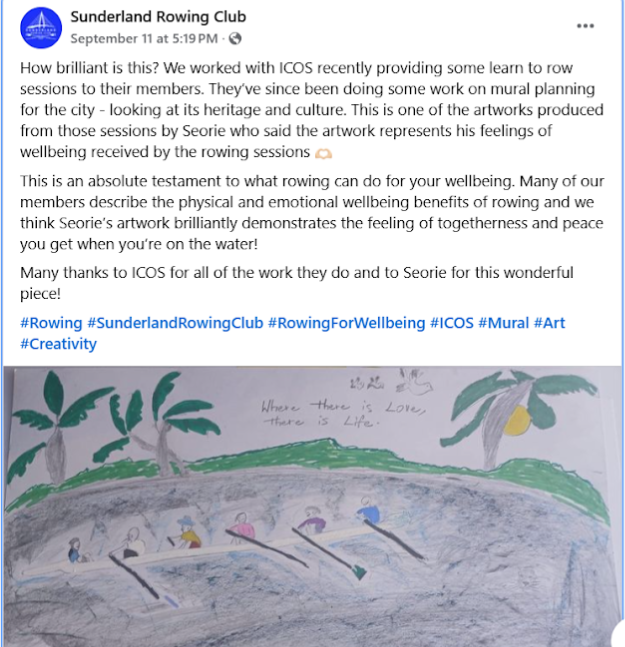 Sunderland Rowing Club
September 11 at 5:19 PM ·
How brilliant is this? We worked with ICOS recently providing some learn to row
sessions to their members. They've since been doing some work on mural planning
for the city - looking at its heritage and culture. This is one of the artworks produced
from those sessions by Seorie who said the artwork represents his feelings of
wellbeing received by the rowing sessions 🫶🏻
This is an absolute testament to what rowing can do for your wellbeing. Many of our
members describe the physical and emotional wellbeing benefits of rowing and we
think Seorie's artwork brilliantly demonstrates the feeling of togetherness and peace
you get when you're on the water!
Many thanks to ICOS for all of the work they do and to Seorie for this wonderful
piece!
#Rowing #SunderlandRowingClub #RowingForWellbeing #ICOS #Mural #Art
#Creativity
Where there is Love,
there is Life.